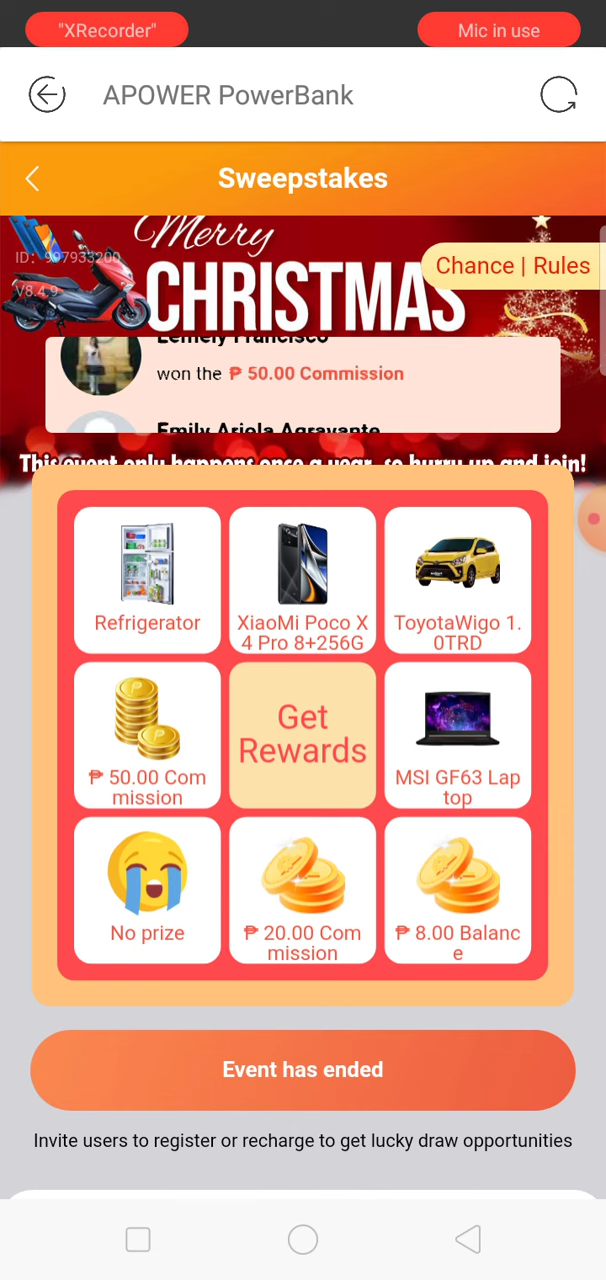 "XRecorder"
Mic in use
APOWER PowerBank
Sweepstakes
Merry
CHRISTMAS
ID: 997933200
V8.4.9
Chance | Rules
Lemely Francisco
won the ₱ 50.00 Commission
Emily Ariola Agravante
This event only happens once a year, so hurry up and join!
Refrigerator
XiaoMi Poco X
4 Pro 8+256G
ToyotaWigo 1.
0TRD
₱ 50.00 Com
mission
Get
Rewards
MSI GF63 Lap
top
No prize
₱ 20.00 Com
mission
₱ 8.00 Balanc
e
Event has ended
Invite users to register or recharge to get lucky draw opportunities